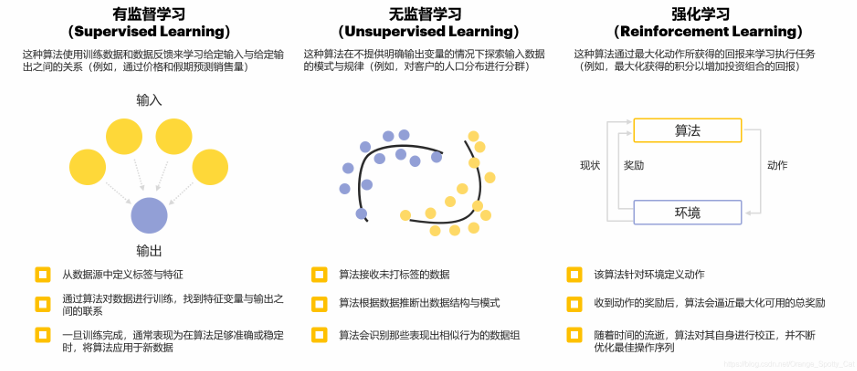 有监督学习
（Supervised Learning）
这种算法使用训练数据和数据反馈来学习给定输入与给定输
出之间的关系（例如，通过价格和假期预测销售量）
输入
输出
从数据源中定义标签与特征
通过算法对数据进行训练，找到特征变量与输出之
间的联系
一旦训练完成，通常表现为在算法足够准确或稳定
时，将算法应用于新数据
无监督学习
（Unsupervised Learning）
这种算法在不提供明确输出变量的情况下探索输入数据
的模式与规律（例如，对客户的人口分布进行分群）
算法接收未打标签的数据
算法根据数据推断出数据结构与模式
算法会识别那些表现出相似行为的数据组
强化学习
（Reinforcement Learning）
这种算法通过最大化动作所获得的回报来学习执行任务
（例如，最大化获得的积分以增加投资组合的回报）
算法
现状
奖励
动作
环境
该算法针对环境定义动作
收到动作的奖励后，算法会逼近最大化可用的总奖励
随着时间的流逝，算法对其自身进行校正，并不断
优化最佳操作序列